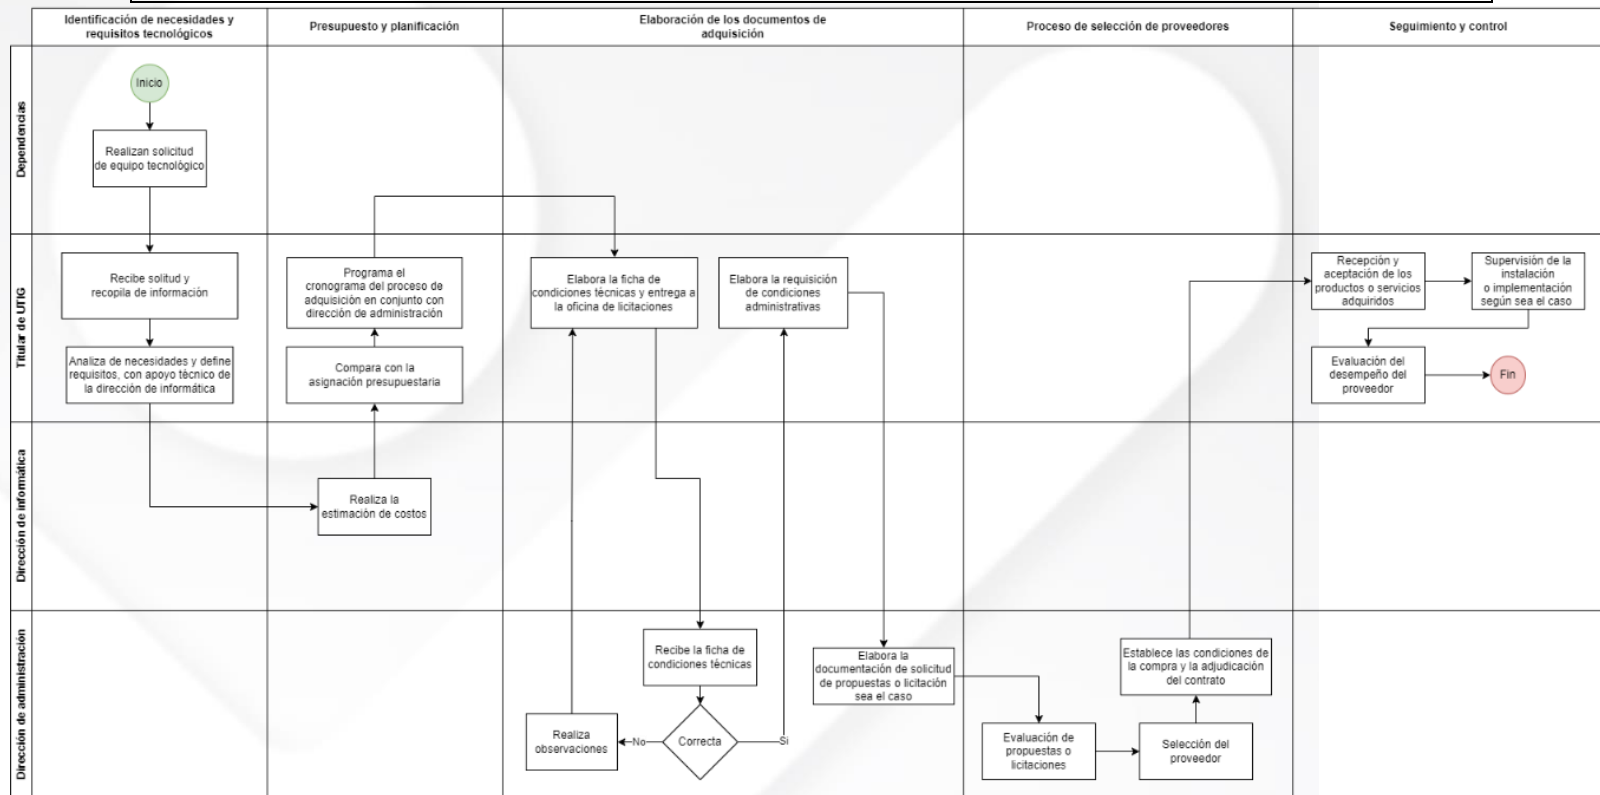 Identificación de necesidades y
requisitos tecnológicos
Presupuesto y planificación
Elaboración de los documentos de
adquisición
Proceso de selección de proveedores
Seguimiento y control
Dependencias
Inicio
Realizan solicitud
de equipo tecnológico
Titular de UTIG
Recibe solitud y
recopila de información
Analiza de necesidades y define
requisitos, con apoyo técnico de
la dirección de informática
Programa el
cronograma del proceso de
adquisición en conjunto con
dirección de administración
Compara con la
asignación presupuestaria
Elabora la ficha de
condiciones técnicas y entrega a
la oficina de licitaciones
Elabora la requisición
de condiciones
administrativas
Recepción y
aceptación de los
productos o servicios
adquiridos
Supervisión de la
instalación
o implementación
según sea el caso
Evaluación del
desempeño del
proveedor
Fin
Dirección de informática
Realiza la
estimación de costos
Dirección de administración
Recibe la ficha de
condiciones técnicas
Correcta
No
Si
Realiza
observaciones
Elabora la
documentación de solicitud
de propuestas o licitación
sea el caso
Evaluación de
propuestas o
licitaciones
Selección del
proveedor
Establece las condiciones de
la compra y la adjudicación
del contrato